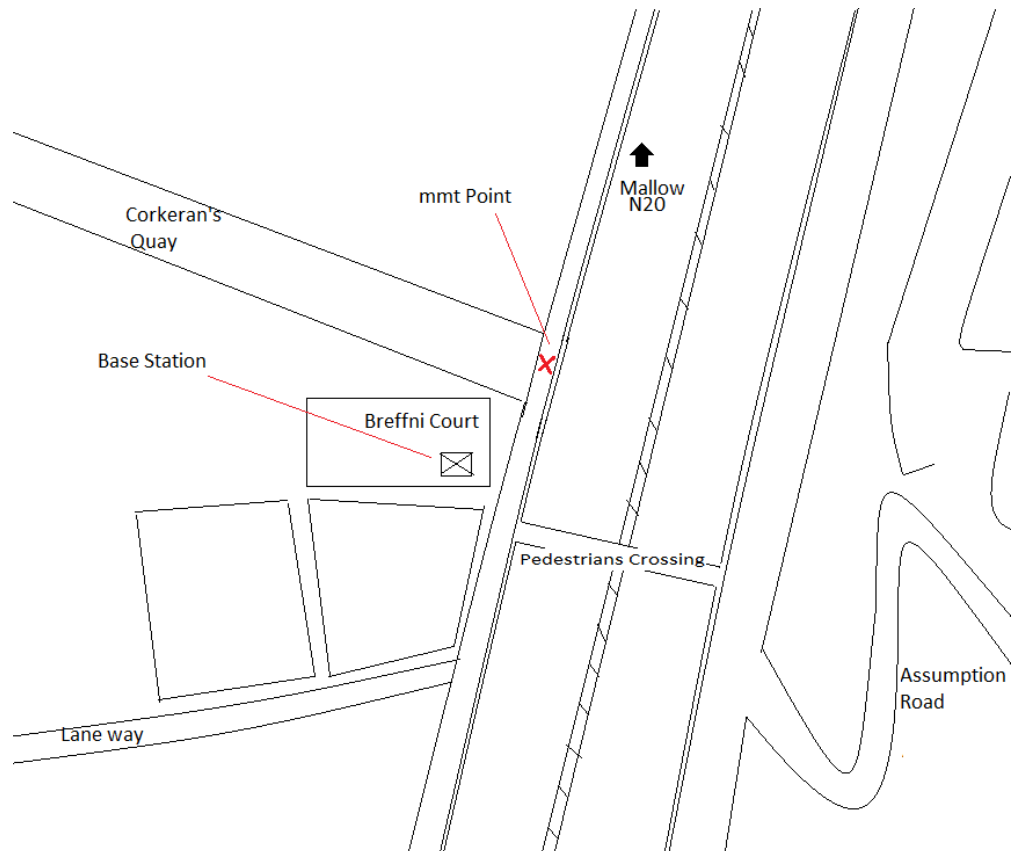 Mallow
N20
mmt Point
Corkeran's
Quay
Base Station
Breffni Court
Pedestrians Crossing
Assumption
Road
Lane way